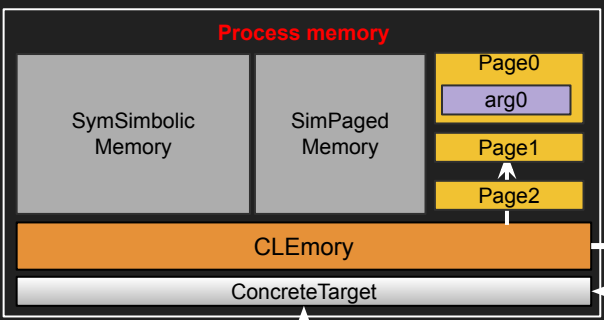 Process memory
SymSimbolic
Memory
SimPaged
Memory
Page0
arg0
Page1
Page2
CLEmory
ConcreteTarget